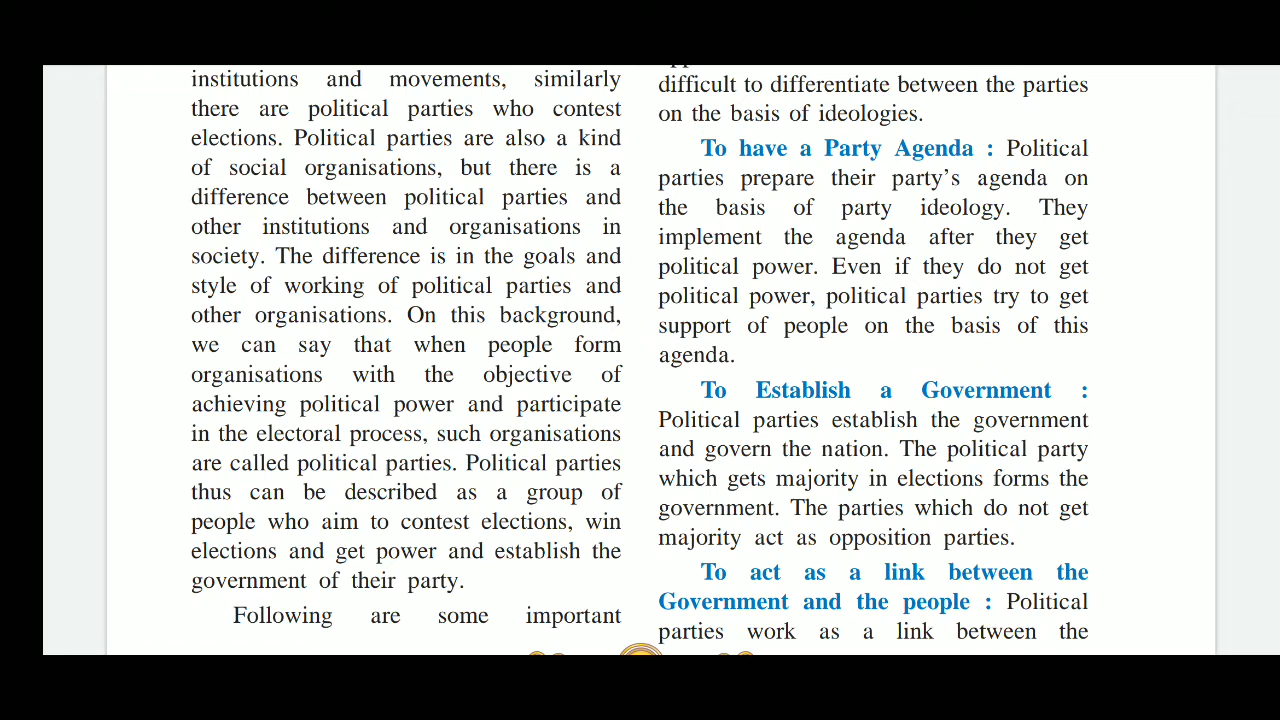 institutions and movements, similarly
there are political parties who contest
elections. Political parties are also a kind
of social organisations, but there is a
difference between political parties and
other institutions and organisations in
society. The difference is in the goals and
style of working of political parties and
other organisations. On this background,
we can say that when people form
organisations with the objective of
achieving political power and participate
in the electoral process, such organisations
are called political parties. Political parties
thus can be described as a group of
people who aim to contest elections, win
elections and get power and establish the
government of their party.
Following are some important
difficult to differentiate between the parties
on the basis of ideologies.
To have a Party Agenda : Political
parties prepare their party’s agenda on
the basis of party ideology. They
implement the agenda after they get
political power. Even if they do not get
political power, political parties try to get
support of people on the basis of this
agenda.
To Establish a Government :
Political parties establish the government
and govern the nation. The political party
which gets majority in elections forms the
government. The parties which do not get
majority act as opposition parties.
To act as a link between the
Government and the people : Political
parties work as a link between the